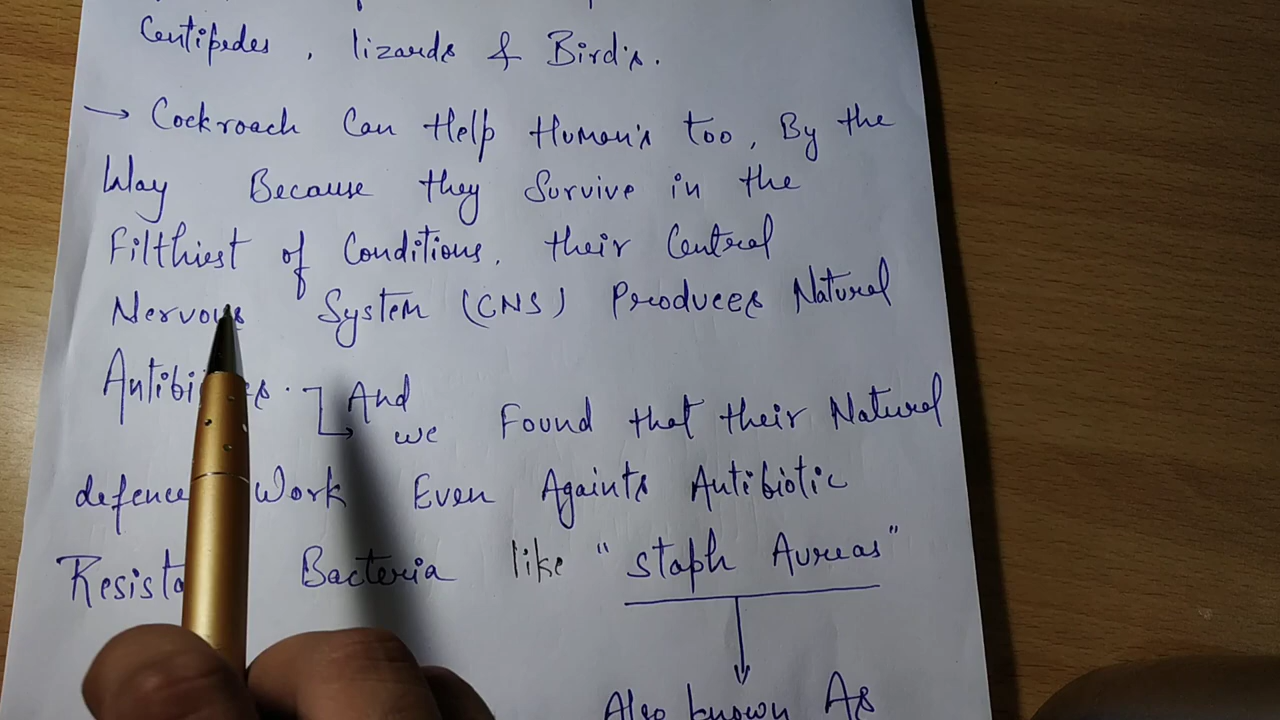 Centipedes, lizards & Bird's.
→ Cockroach Can Help Human's too, By the
Way Because they Survive in the
Filthiest of Conditions, their Central
Nervous System (CNS) Produces Natural
And
we Found that their Natural
defence Work Even Againts Antibiotic
Bacteria like "Staph Aureas"
Also known As